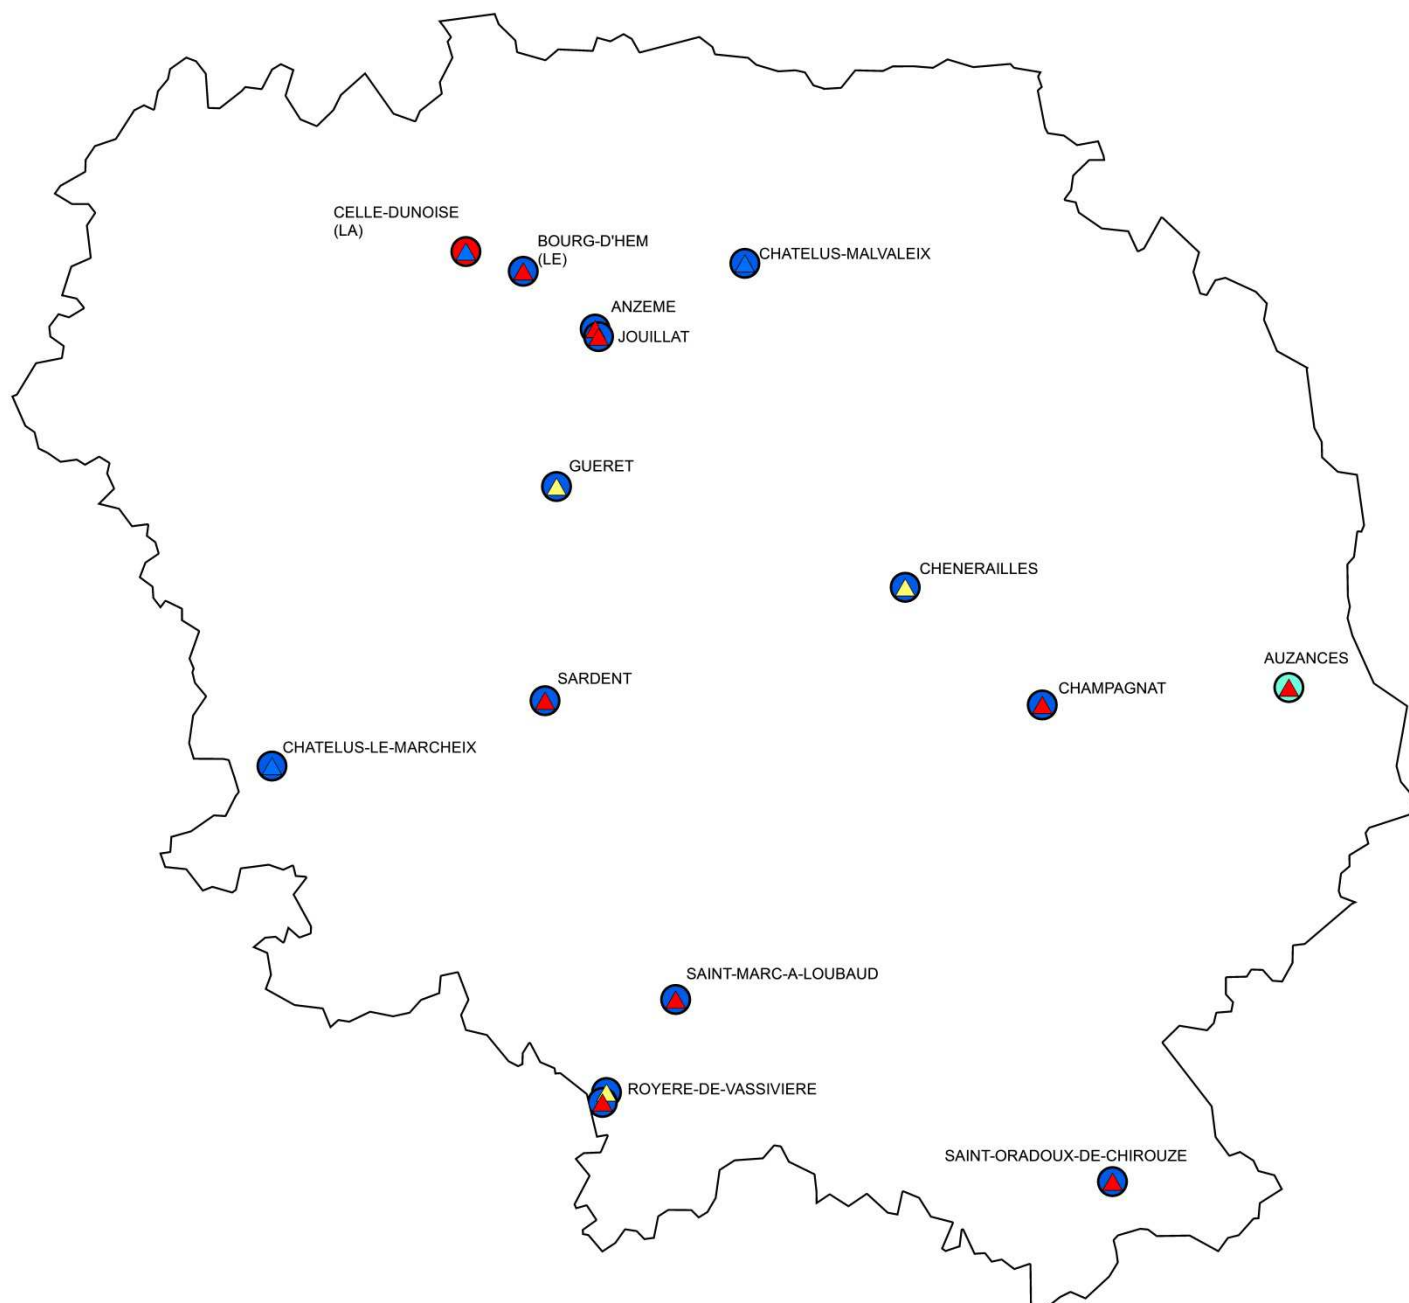 CELLE-DUNOISE
(LA)
BOURG-D'HEM
(LE)
CHATELUS-MALVALEIX
ANZEME
JOUILLAT
GUERET
CHENERAILLES
AUZANCES
SARDENT
CHAMPAGNAT
CHATELUS-LE-MARCHEIX
SAINT-MARC-A-LOUBAUD
ROYERE-DE-VASSIVIERE
SAINT-ORADOUX-DE-CHIROUZE